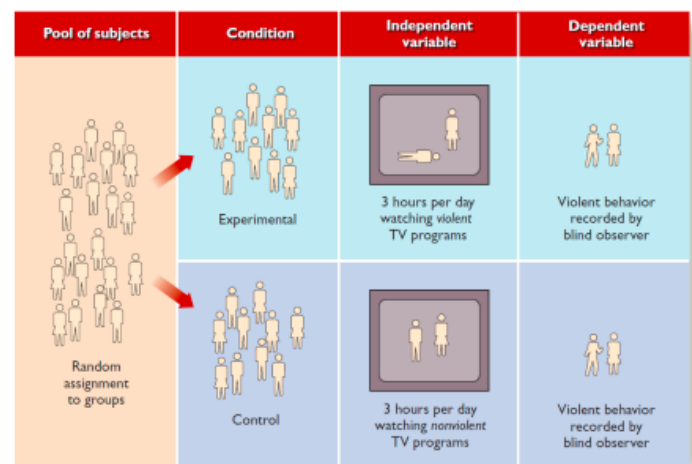 Pool of subjects
Condition
Independent
variable
Dependent
variable
Experimental
3 hours per day
watching violent
TV programs
Violent behavior
recorded by
blind observer
Random
assignment
to groups
Control
3 hours per day
watching nonviolent
TV programs
Violent behavior
recorded by
blind observer